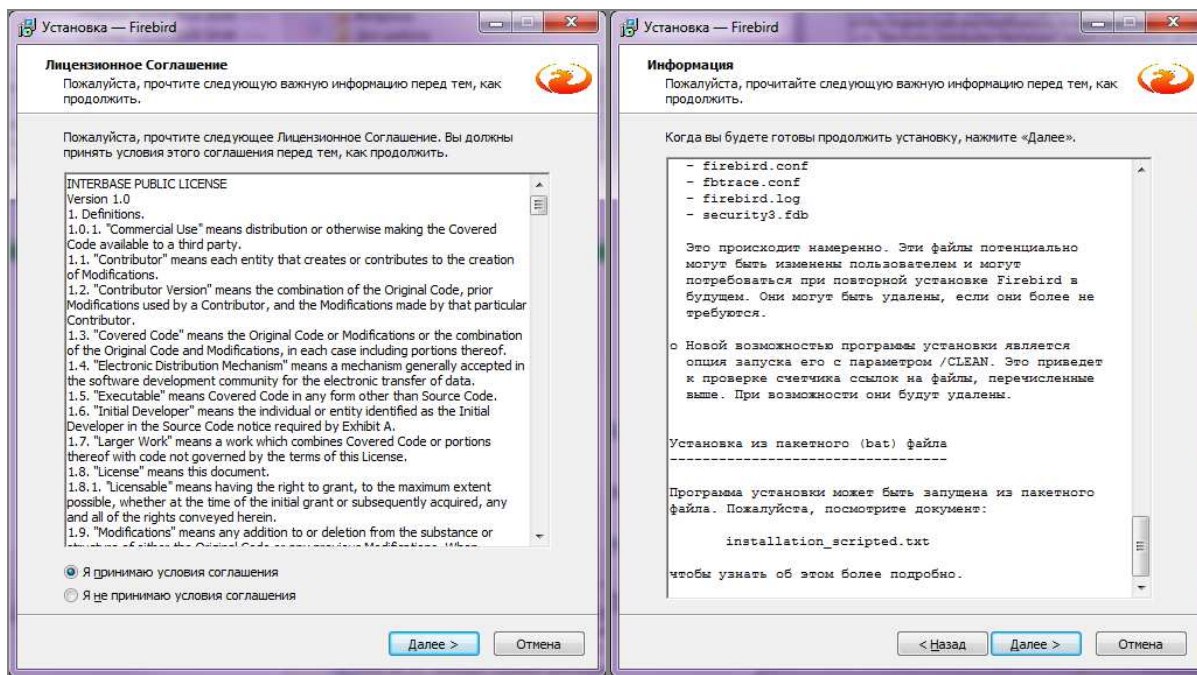 Установка — Firebird
Лицензионное Соглашение
Пожалуйста, прочтите следующую важную информацию перед тем, как
продолжить.
Пожалуйста, прочтите следующее Лицензионное Соглашение. Вы должны
принять условия этого соглашения перед тем, как продолжить.
INTERBASE PUBLIC LICENSE
Version 1.0
1. Definitions.
1.0.1. "Commercial Use" means distribution or otherwise making the Covered
Code available to a third party.
1.1. "Contributor" means each entity that creates or contributes to the creation
of Modifications.
1.2. "Contributor Version" means the combination of the Original Code, prior
Modifications used by a Contributor, and the Modifications made by that particular
Contributor.
1.3. "Covered Code" means the Original Code or Modifications or the combination
of the Original Code and Modifications, in each case including portions thereof.
1.4. "Electronic Distribution Mechanism" means a mechanism generally accepted in
the software development community for the electronic transfer of data.
1.5. "Executable" means Covered Code in any form other than Source Code.
1.6. "Initial Developer" means the individual or entity identified as the Initial
Developer in the Source Code notice required by Exhibit A.
1.7. "Larger Work" means a work which combines Covered Code or portions
thereof with code not governed by the terms of this License.
1.8. "License" means this document.
1.8.1. "Licensable" means having the right to grant, to the maximum extent
possible, whether at the time of the initial grant or subsequently acquired, any
and all of the rights conveyed herein.
1.9. "Modifications" means any addition to or deletion from the substance or
structure of either the Original Code or any previous Modifications. When
Я принимаю условия соглашения
Я не принимаю условия соглашения
Далее >
Отмена
Установка — Firebird
Информация
Пожалуйста, прочитайте следующую важную информацию перед тем, как
продолжить.
Когда вы будете готовы продолжить установку, нажмите «Далее».
- firebird.conf
- fbtrace.conf
- firebird.log
- security3.fdb
Это происходит намеренно. Эти файлы потенциально
могут быть изменены пользователем и могут
потребоваться при повторной установке Firebird в
будущем. Они могут быть удалены, если они более не
требуются.
o Новой возможностью программы установки является
опция запуска его с параметром /CLEAN. Это приведет
к проверке счетчика ссылок на файлы, перечисленные
выше. При возможности они будут удалены.
Установка из пакетного (bat) файла
----------------------------------
Программа установки может быть запущена из пакетного
файла. Пожалуйста, посмотрите документ:
installation_scripted.txt
чтобы узнать об этом более подробно.
< Назад
Далее >
Отмена